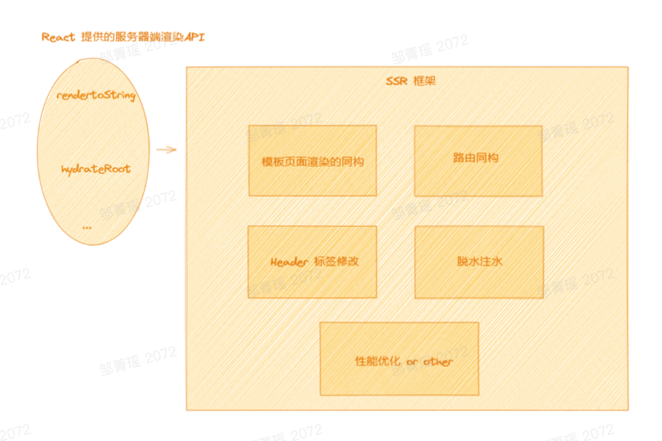 React 提供的服务器端渲染API
SSR 框架
rendertoString
hydrateRoot
...
模板页面渲染的同构
路由同构
Header 标签修改
脱水注水
性能优化 or other
邹菁瑶 2072